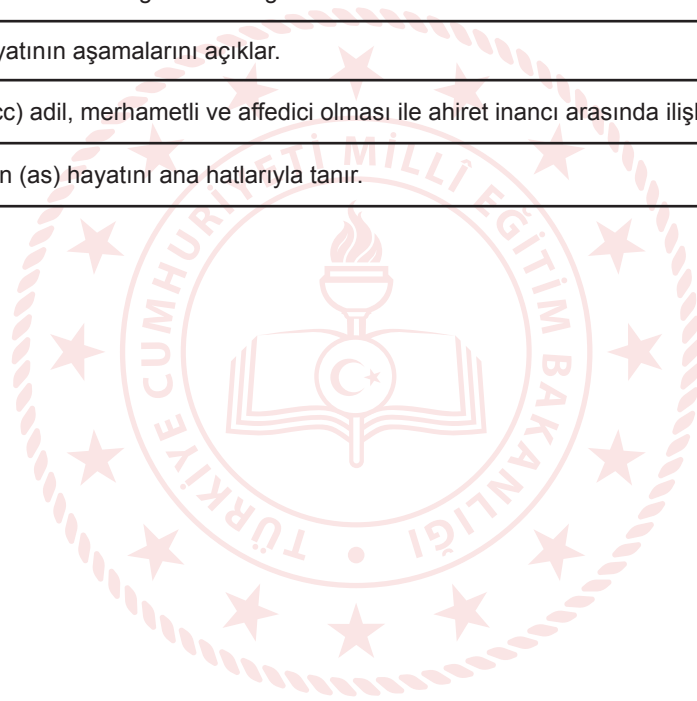 yatının aşamalarını açıklar.
cc) adil, merhametli ve affedici olması ile ahiret inancı arasında ilişk
n (as) hayatını ana hatlarıyla tanır.
TÜRKİYE CUMHURİYETİ MİLLÎ EĞİTİM BAKANLIĞI